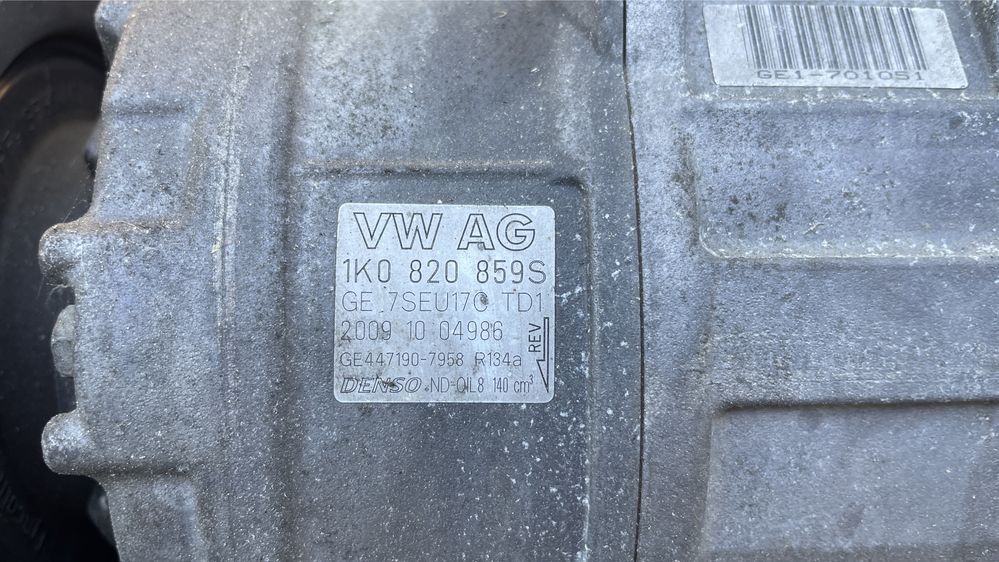 GE1-701051
VW AG
1K0 820 859S
GE 7SEU17C TD1
2009 10 04986
GE447190-7958 R134a
DENSO ND-OIL8 140 cm³
REV